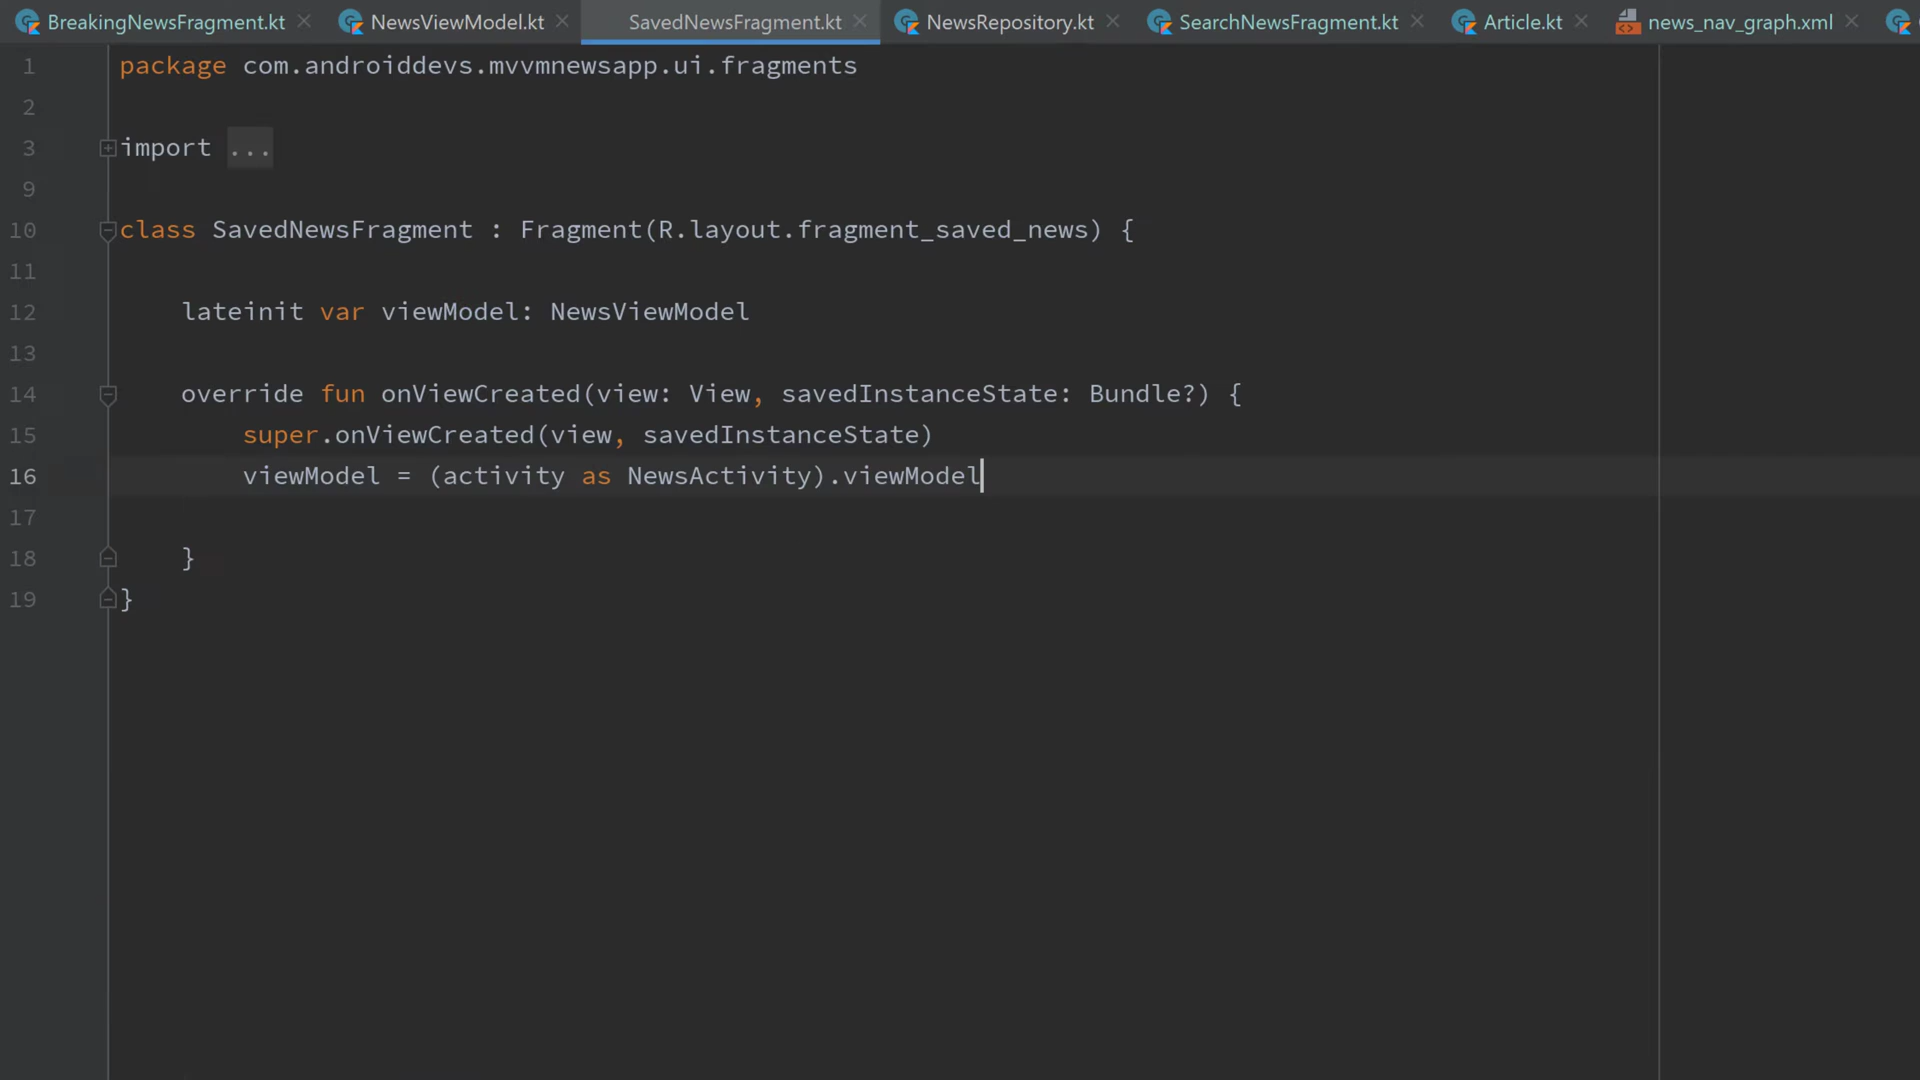 BreakingNewsFragment.kt NewsViewModel.kt SavedNewsFragment.kt NewsRepository.kt SearchNewsFragment.kt Article.kt news_nav_graph.xml
1 package com.androiddevs.mvvmnewsapp.ui.fragments
2
3 import ...
9
10 class SavedNewsFragment : Fragment(R.layout.fragment_saved_news) {
11
12 lateinit var viewModel: NewsViewModel
13
14 override fun onViewCreated(view: View, savedInstanceState: Bundle?) {
15 super.onViewCreated(view, savedInstanceState)
16 viewModel = (activity as NewsActivity).viewModel
17
18 }
19 }